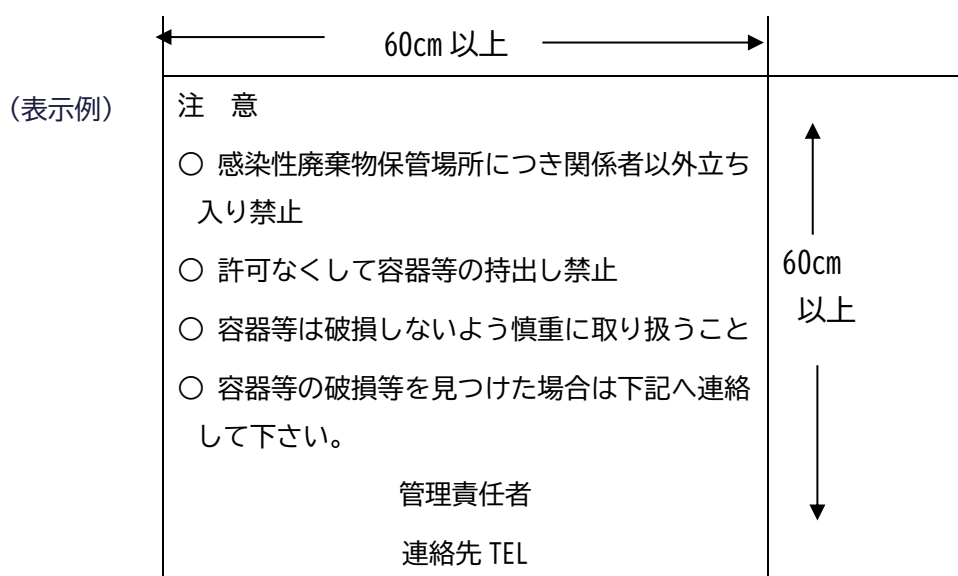 60cm 以上
(表示例)
注　意
○ 感染性廃棄物保管場所につき関係者以外立ち
入り禁止
○ 許可なくして容器等の持出し禁止
○ 容器等は破損しないよう慎重に取り扱うこと
○ 容器等の破損等を見つけた場合は下記へ連絡
して下さい。
管理責任者
連絡先 TEL
60cm
以上